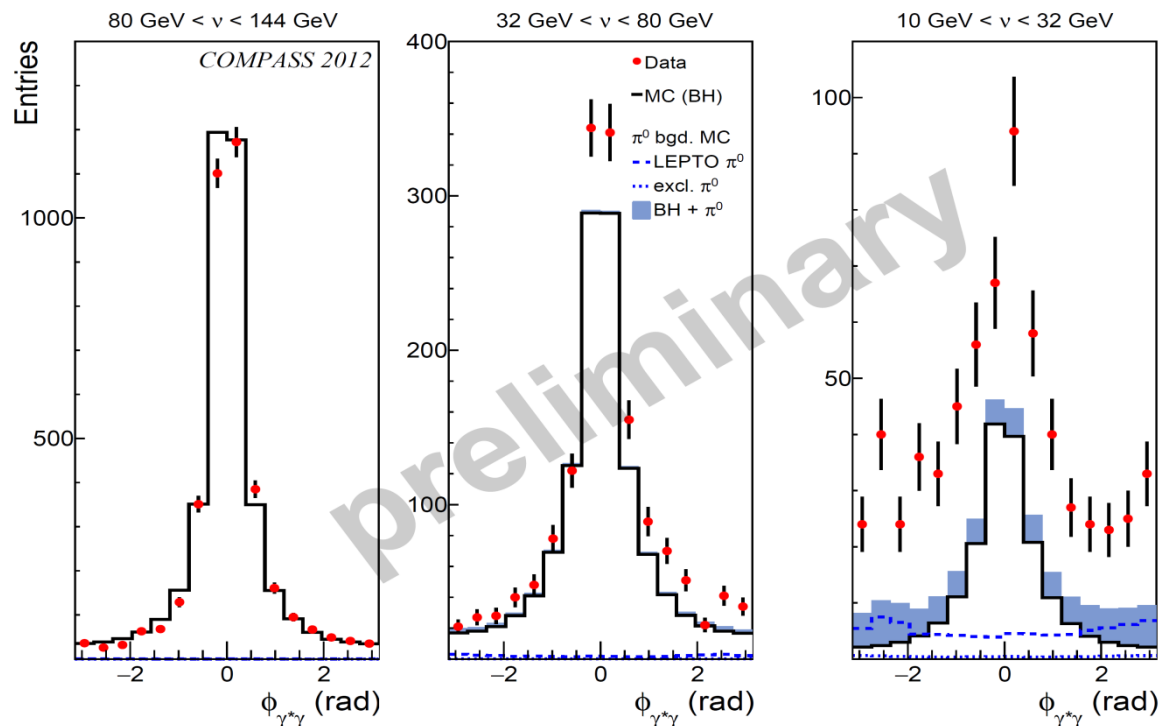 80 GeV < ν < 144 GeV
32 GeV < ν < 80 GeV
10 GeV < ν < 32 GeV
COMPASS 2012
Entries
1000
500
400
300
200
100
100
50
Data
MC (BH)
π⁰ bgd. MC
LEPTO π⁰
excl. π⁰
BH + π⁰
preliminary
−2 0 2
−2 0 2
−2 0 2
ϕγ*γ (rad)
ϕγ*γ (rad)
ϕγ*γ (rad)